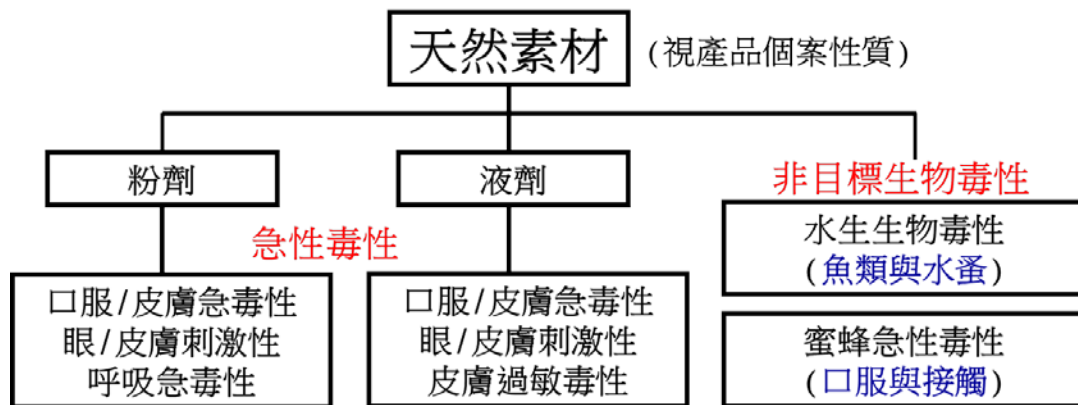 天然素材
(視產品個案性質)
粉劑
液劑
非目標生物毒性
急性毒性
口服/皮膚急毒性
眼/皮膚刺激性
呼吸急毒性
口服/皮膚急毒性
眼/皮膚刺激性
皮膚過敏毒性
水生生物毒性
(魚類與水蚤)
蜜蜂急性毒性
(口服與接觸)